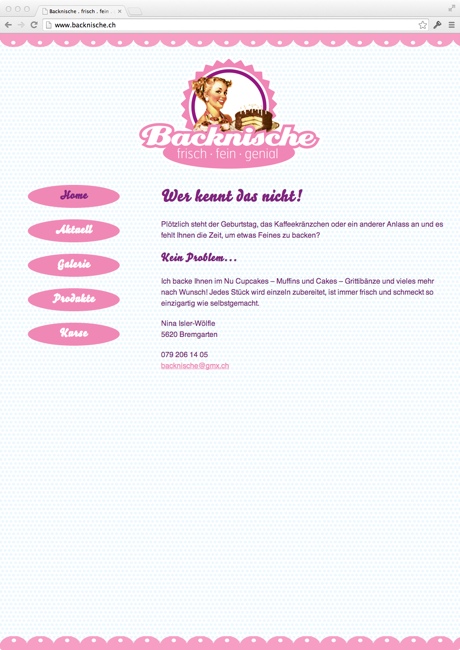 Backnische . frisch . fein .
www.backnische.ch
Backnische
frisch · fein · genial
Home
Aktuell
Galerie
Produkte
Kurse
Wer kennt das nicht!
Plötzlich steht der Geburtstag, das Kaffeekränzchen oder ein anderer Anlass an und es
fehlt Ihnen die Zeit, um etwas Feines zu backen?
Kein Problem...
Ich backe Ihnen im Nu Cupcakes – Muffins und Cakes – Grittibänze und vieles mehr
nach Wunsch! Jedes Stück wird einzeln zubereitet, ist immer frisch und schmeckt so
einzigartig wie selbstgemacht.
Nina Isler-Wölfle
5620 Bremgarten
079 206 14 05
backnische@gmx.ch